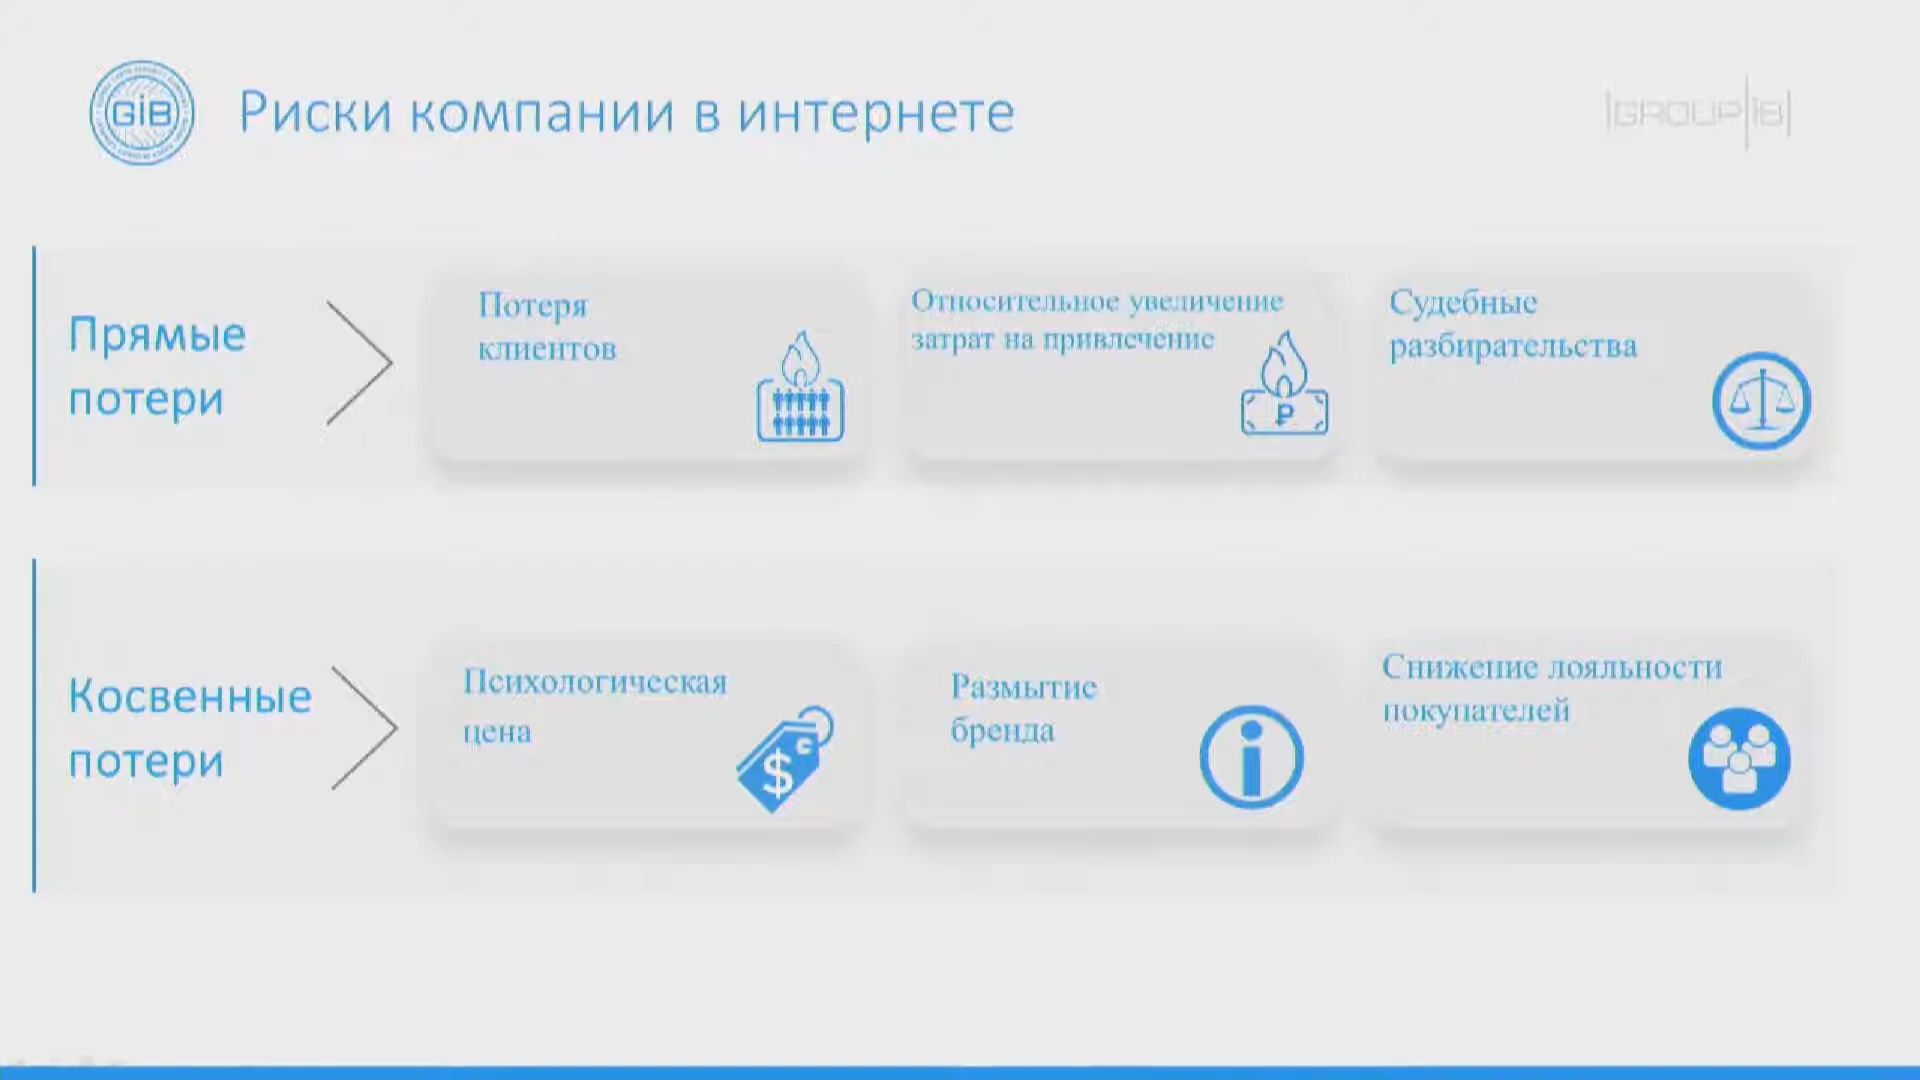 GiB
Риски компании в интернете
|GROUP|iB|
Прямые
потери
Потеря
клиентов
Относительное увеличение
затрат на привлечение
₽
Судебные
разбирательства
Косвенные
потери
Психологическая
цена
$
Размытие
бренда
Снижение лояльности
покупателей